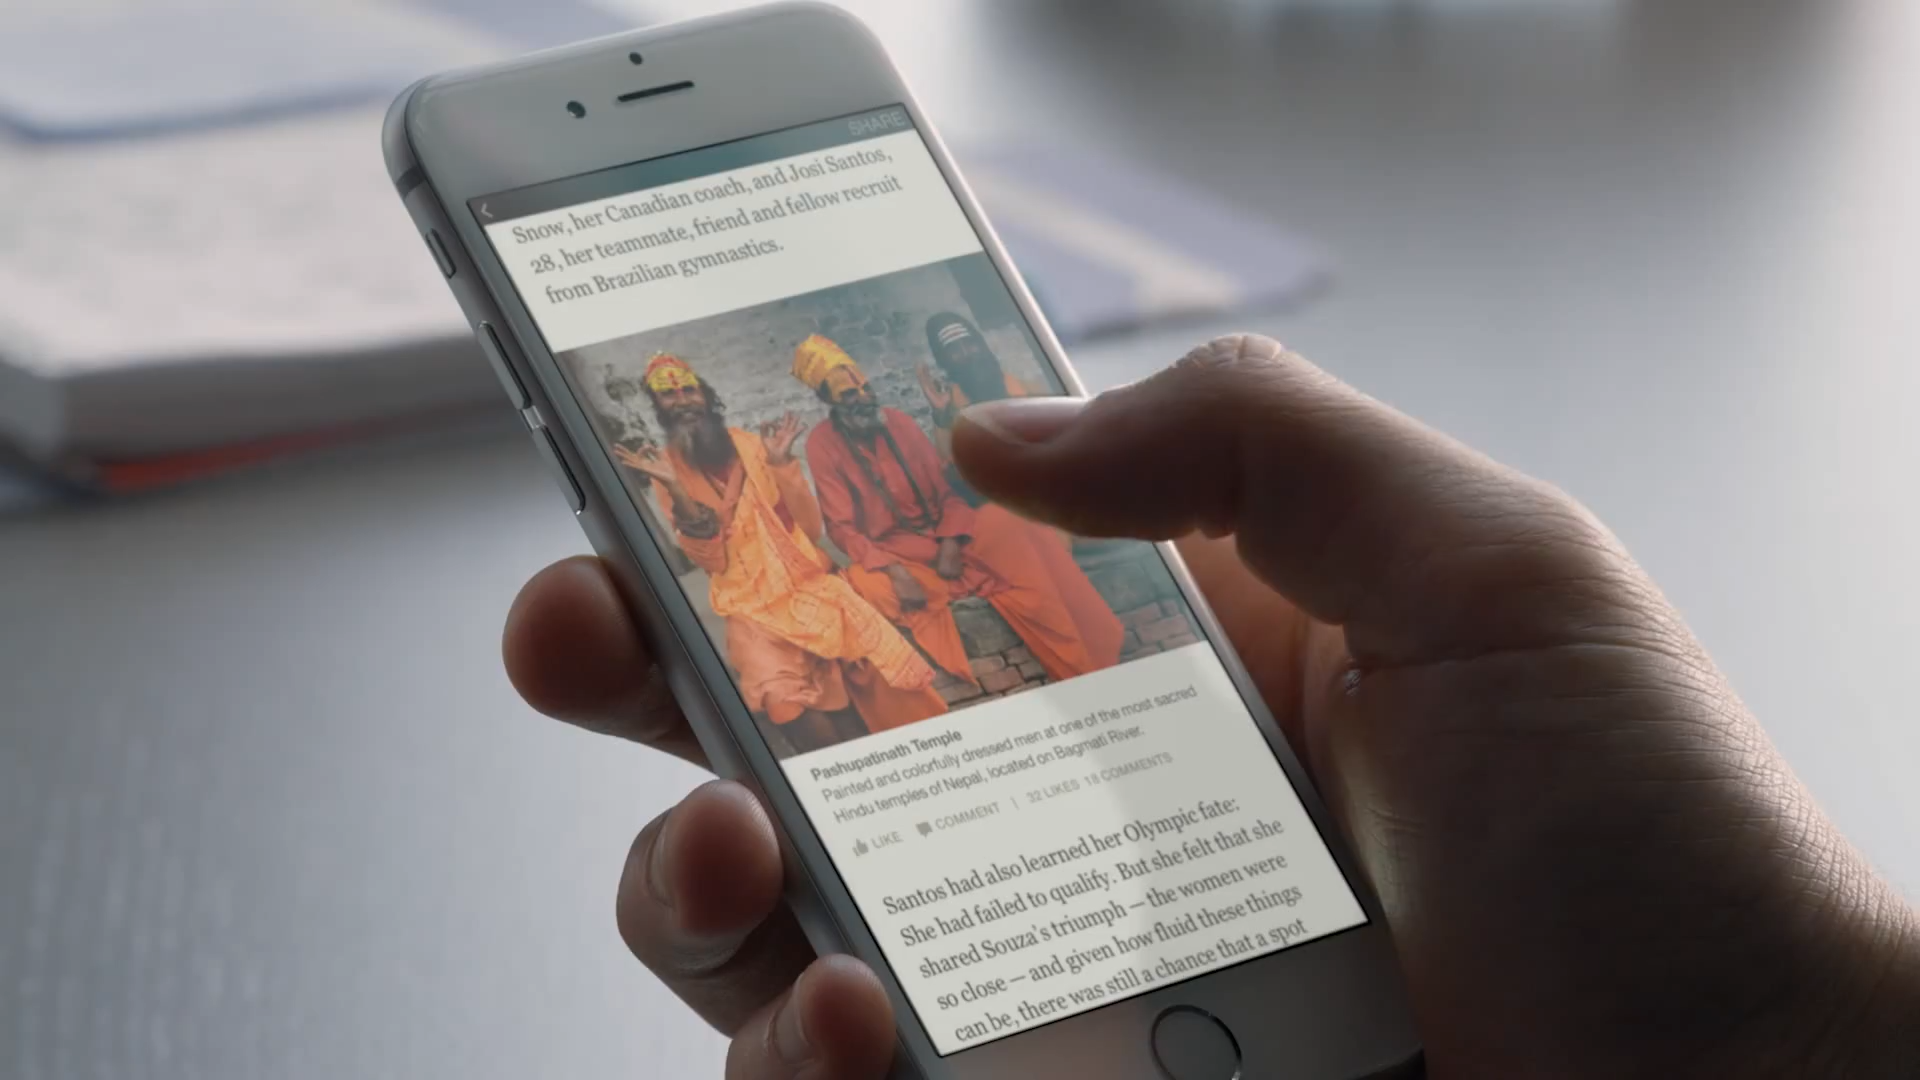 SHARE
Snow, her Canadian coach, and Josi Santos,
28, her teammate, friend and fellow recruit
from Brazilian gymnastics.
Pashupatinath Temple
Painted and colorfully dressed men at one of the most sacred
Hindu temples of Nepal, located on Bagmati River.
LIKE COMMENT | 32 LIKES 18 COMMENTS
Santos had also learned her Olympic fate:
She had failed to qualify. But she felt that she
shared Souza's triumph — the women were
so close — and given how fluid these things
can be, there was still a chance that a spot